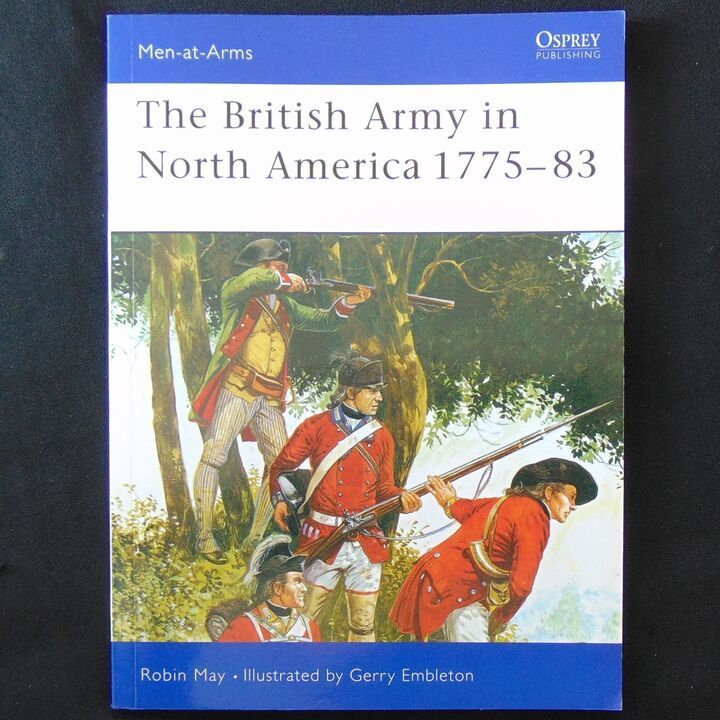 Men-at-Arms
OSPREY
PUBLISHING
The British Army in
North America 1775–83
Robin May • Illustrated by Gerry Embleton